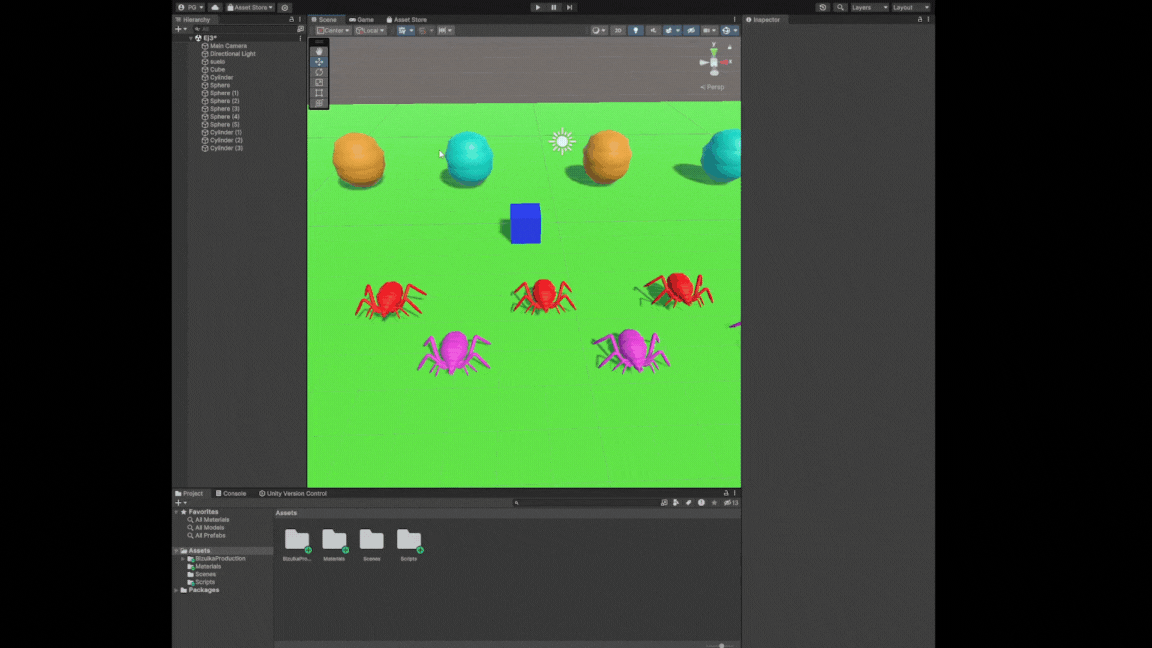 PG Asset Store Layers Layout
Hierarchy Scene Game Asset Store Inspector
All Center Local 2D
Ej3*
Main Camera
Directional Light
suelo
Cube
Cylinder
Sphere
Sphere (1)
Sphere (2)
Sphere (3)
Sphere (4)
Sphere (5)
Cylinder (1)
Cylinder (2)
Cylinder (3)
y
x
< Persp
Project Console Unity Version Control
13
Favorites
All Materials
All Models
All Prefabs
Assets
BizulkaProduction
Materials
Scenes
Scripts
Packages
Assets
BizulkaPro... Materials Scenes Scripts